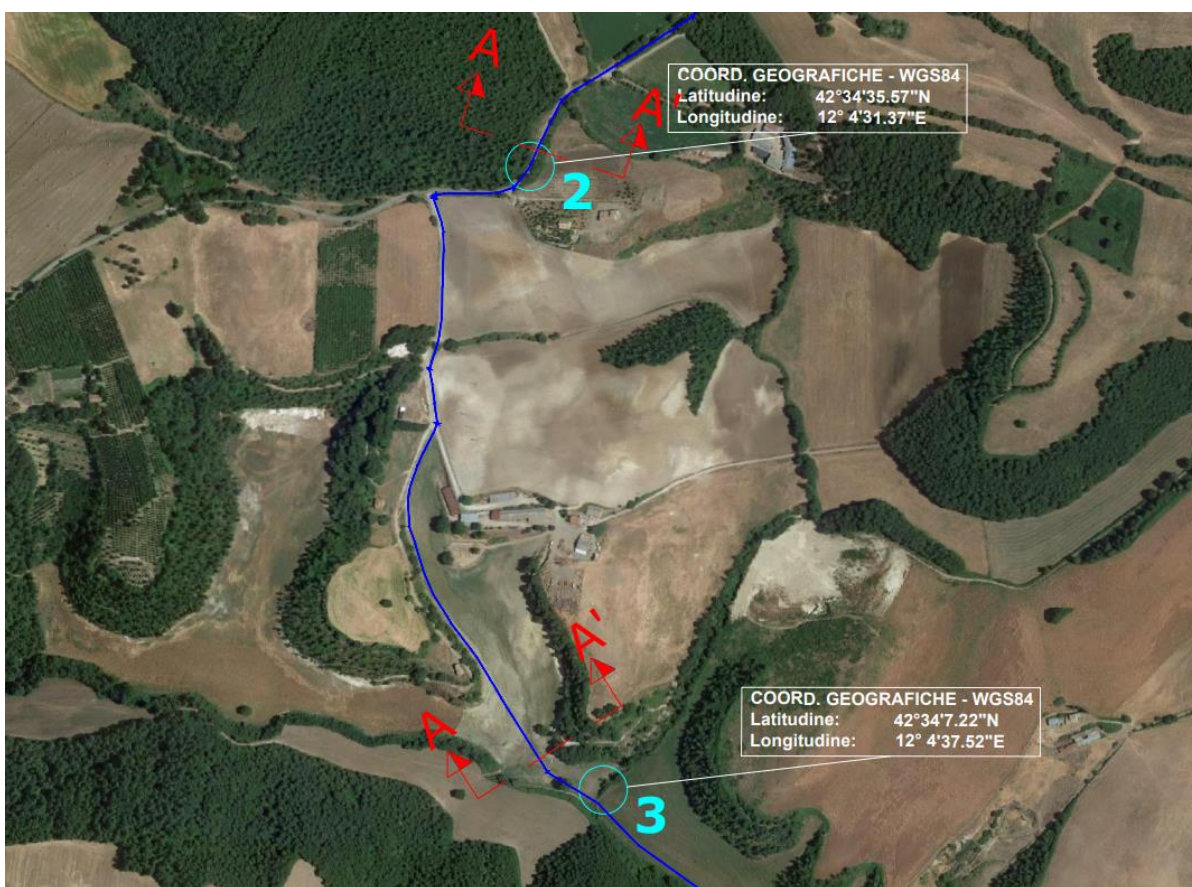 A
A'
COORD. GEOGRAFICHE - WGS84
Latitudine: 42°34'35.57"N
Longitudine: 12° 4'31.37"E
2
A'
A
COORD. GEOGRAFICHE - WGS84
Latitudine: 42°34'7.22"N
Longitudine: 12° 4'37.52"E
3